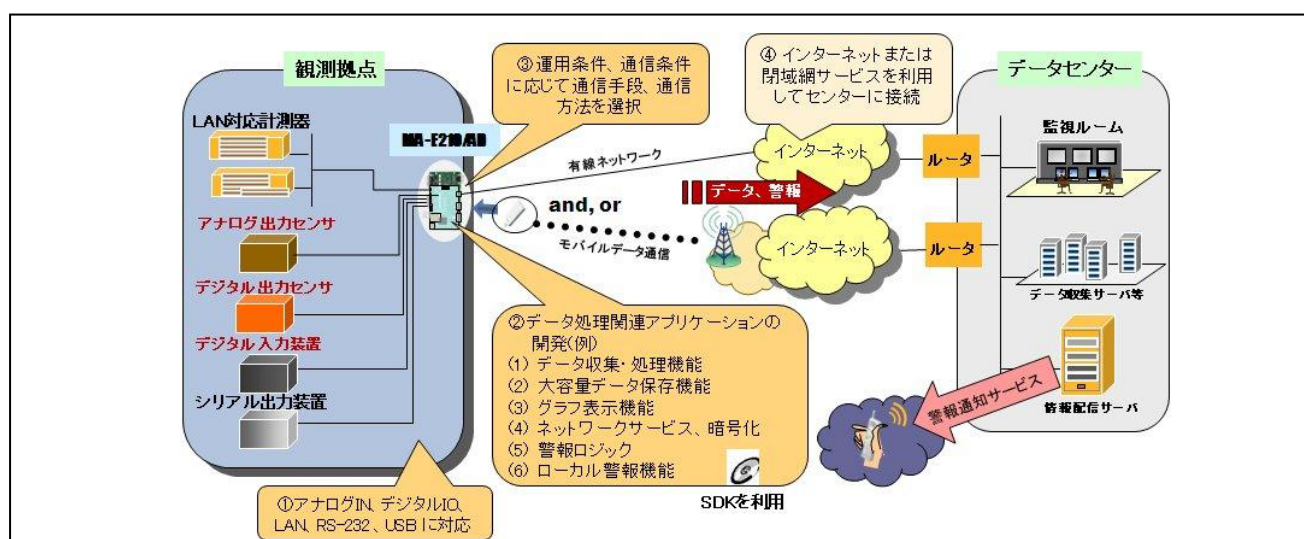 観測拠点
LAN対応計測器
アナログ出力センサ
デジタル出力センサ
デジタル入力装置
シリアル出力装置
①アナログIN、デジタルIO、
LAN、RS-232、USBに対応
MA-E210/AD
③運用条件、通信条件
に応じて通信手段、通信
方法を選択
有線ネットワーク
and, or
モバイルデータ通信
②データ処理関連アプリケーションの
開発(例)
(1) データ収集・処理機能
(2) 大容量データ保存機能
(3) グラフ表示機能
(4) ネットワークサービス、暗号化
(5) 警報ロジック
(6) ローカル警報機能
SDKを利用
④インターネットまたは
閉域網サービスを利用
してセンターに接続
インターネット
データ、警報
インターネット
ルータ
ルータ
データセンター
監視ルーム
データ収集サーバ等
情報配信サーバ
警報通知サービス